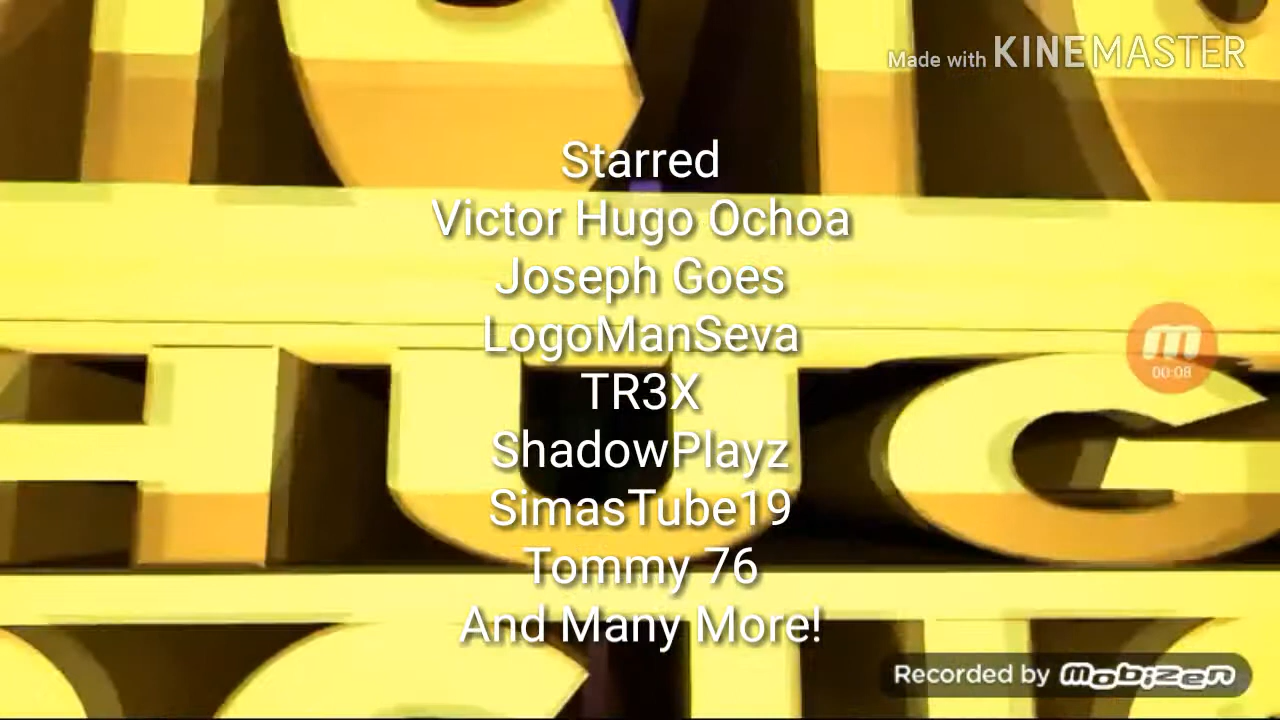 Made with KINEMASTER
Starred
Victor Hugo Ochoa
Joseph Goes
LogoManSeva
TR3X
ShadowPlayz
SimasTube19
Tommy 76
And Many More!
00:08
HUG
Recorded by mobizen